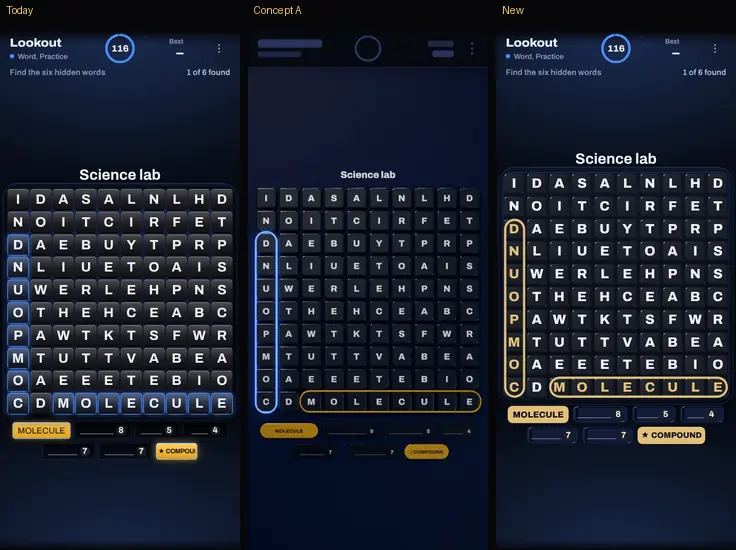 Today
Lookout
116
Best
–
Word, Practice
Find the six hidden words
1 of 6 found
Science lab
I D A S A L N L H D
N O I T C I R F E T
D A E B U Y T P R P
N L I U E T O A I S
U W E R L E H P N S
O T H E H C E A B C
P A W T K T S F W R
M T U T T V A B E A
O A E E E T E B I O
C D M O L E C U L E
MOLECULE 8 5 4
7 7 ★ COMPOU
Concept A
Science lab
I D A S A L N L H D
N O I T C I R F E T
D A E B U Y T P R P
N L I U E T O A I S
U W E R L E H P N S
O T H E H C E A B C
P A W T K T S F W R
M T U T T V A B E A
O A E E E T E B I O
C D M O L E C U L E
MOLECULE 5 4
7 7 COMPOUND
New
Lookout
116
Best
–
Word, Practice
Find the six hidden words
1 of 6 found
Science lab
I D A S A L N L H D
N O I T C I R F E T
D A E B U Y T P R P
N L I U E T O A I S
U W E R L E H P N S
O T H E H C E A B C
P A W T K T S F W R
M T U T T V A B E A
O A E E E T E B I O
C D M O L E C U L E
MOLECULE 8 5 4
7 7 ★ COMPOUND